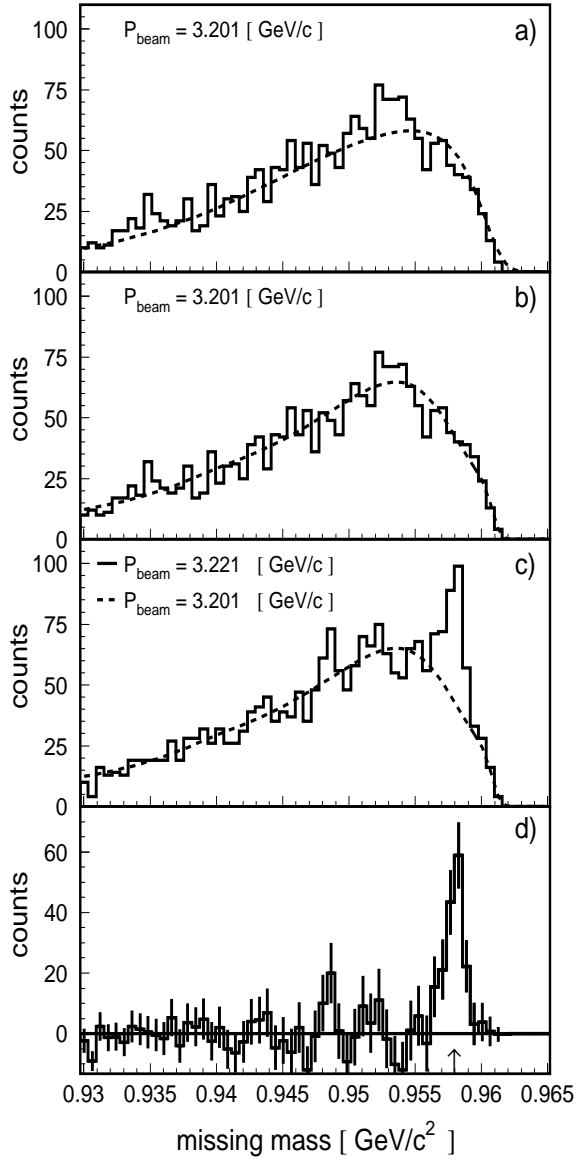 100
P_beam = 3.201 [ GeV/c ]
a)
75
50
25
0
counts
100
P_beam = 3.201 [ GeV/c ]
b)
75
50
25
0
counts
100
P_beam = 3.221 [ GeV/c ]
c)
P_beam = 3.201 [ GeV/c ]
75
50
25
0
counts
d)
60
40
20
0
counts
0.93 0.935 0.94 0.945 0.95 0.955 0.96 0.965
missing mass [ GeV/c² ]